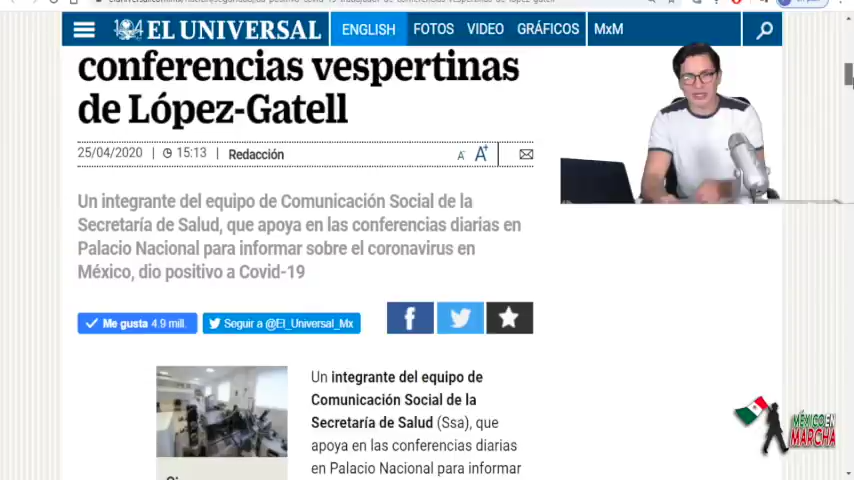 EL UNIVERSAL
ENGLISH
FOTOS
VIDEO
GRÁFICOS
MxM
conferencias vespertinas
de López-Gatell
25/04/2020 | 15:13 | Redacción
A-
A+
Un integrante del equipo de Comunicación Social de la
Secretaría de Salud, que apoya en las conferencias diarias en
Palacio Nacional para informar sobre el coronavirus en
México, dio positivo a Covid-19
Me gusta 4.9 mill.
Seguir a @El_Universal_Mx
Un integrante del equipo de
Comunicación Social de la
Secretaría de Salud (Ssa), que
apoya en las conferencias diarias
en Palacio Nacional para informar
MÉXICO EN
MARCHA